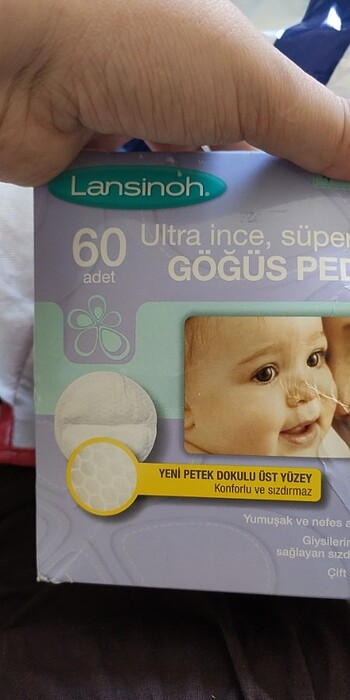 Lansinoh.
60
adet
Ultra ince, süper
GÖĞÜS PED
YENİ PETEK DOKULU ÜST YÜZEY
Konforlu ve sızdırmaz
Yumuşak ve nefes a
Giysilerin
sağlayan sızd
Çift